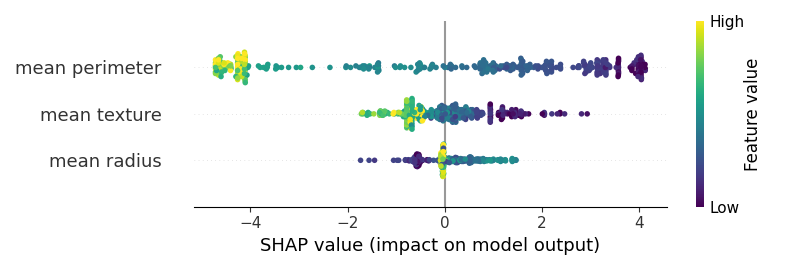 High
mean perimeter
mean texture
mean radius
Feature value
Low
−4 −2 0 2 4
SHAP value (impact on model output)